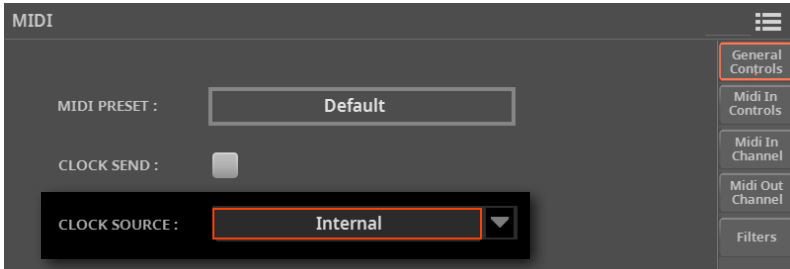 MIDI
General
Controls
MIDI PRESET :
Default
Midi In
Controls
CLOCK SEND :
Midi In
Channel
Midi Out
Channel
CLOCK SOURCE :
Internal
Filters